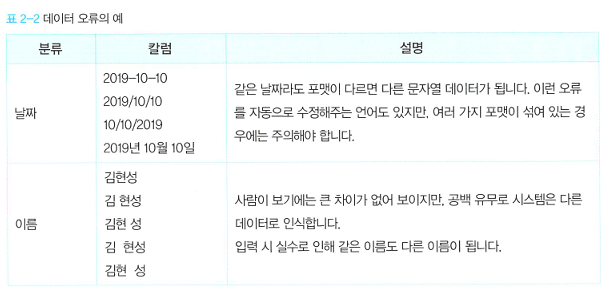 표 2-2 데이터 오류의 예
분류 칼럼 설명
날짜
2019-10-10
2019/10/10
10/10/2019
2019년 10월 10일
같은 날짜라도 포맷이 다르면 다른 문자열 데이터가 됩니다. 이런 오류
를 자동으로 수정해주는 언어도 있지만, 여러 가지 포맷이 섞여 있는 경
우에는 주의해야 합니다.
이름
김현성
김 현성
김현 성
김  현성
김현  성
사람이 보기에는 큰 차이가 없어 보이지만, 공백 유무로 시스템은 다른
데이터로 인식합니다.
입력 시 실수로 인해 같은 이름도 다른 이름이 됩니다.